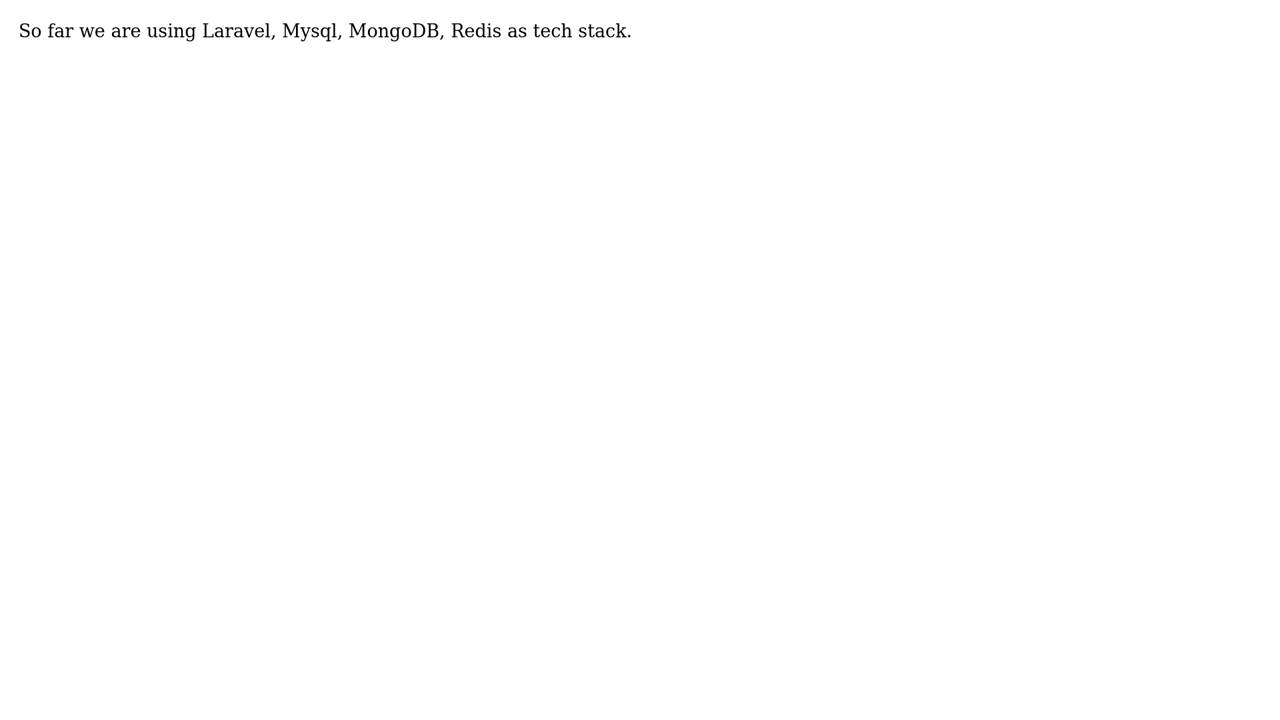 So far we are using Laravel, Mysql, MongoDB, Redis as tech stack.